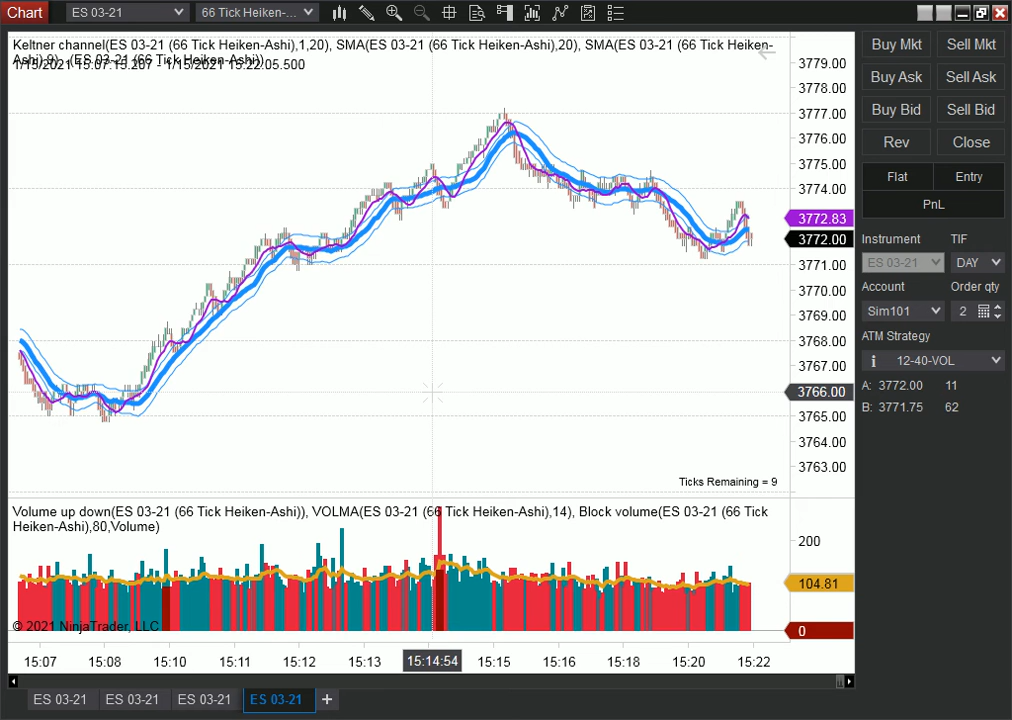 Chart ES 03-21 66 Tick Heiken-...
Keltner channel(ES 03-21 (66 Tick Heiken-Ashi),1,20), SMA(ES 03-21 (66 Tick Heiken-Ashi),20), SMA(ES 03-21 (66 Tick Heiken-
Ashi),9), (ES 03-21 (66 Tick Heiken-Ashi))
1/15/2021 15:07:15.207 - 1/15/2021 15:22:05.500
3779.00
3778.00
3777.00
3776.00
3775.00
3774.00
3772.83
3772.00
3771.00
3770.00
3769.00
3768.00
3767.00
3766.00
3765.00
3764.00
3763.00
Ticks Remaining = 9
Volume up down(ES 03-21 (66 Tick Heiken-Ashi)), VOLMA(ES 03-21 (66 Tick Heiken-Ashi),14), Block volume(ES 03-21 (66 Tick
Heiken-Ashi),80,Volume)
200
104.81
0
© 2021 NinjaTrader, LLC
15:07 15:08 15:10 15:11 15:12 15:13 15:14:54 15:15 15:16 15:18 15:20 15:22
ES 03-21 ES 03-21 ES 03-21 ES 03-21 +
Buy Mkt Sell Mkt
Buy Ask Sell Ask
Buy Bid Sell Bid
Rev Close
Flat Entry
PnL
Instrument TIF
ES 03-21 DAY
Account Order qty
Sim101 2
ATM Strategy
12-40-VOL
A: 3772.00 11
B: 3771.75 62